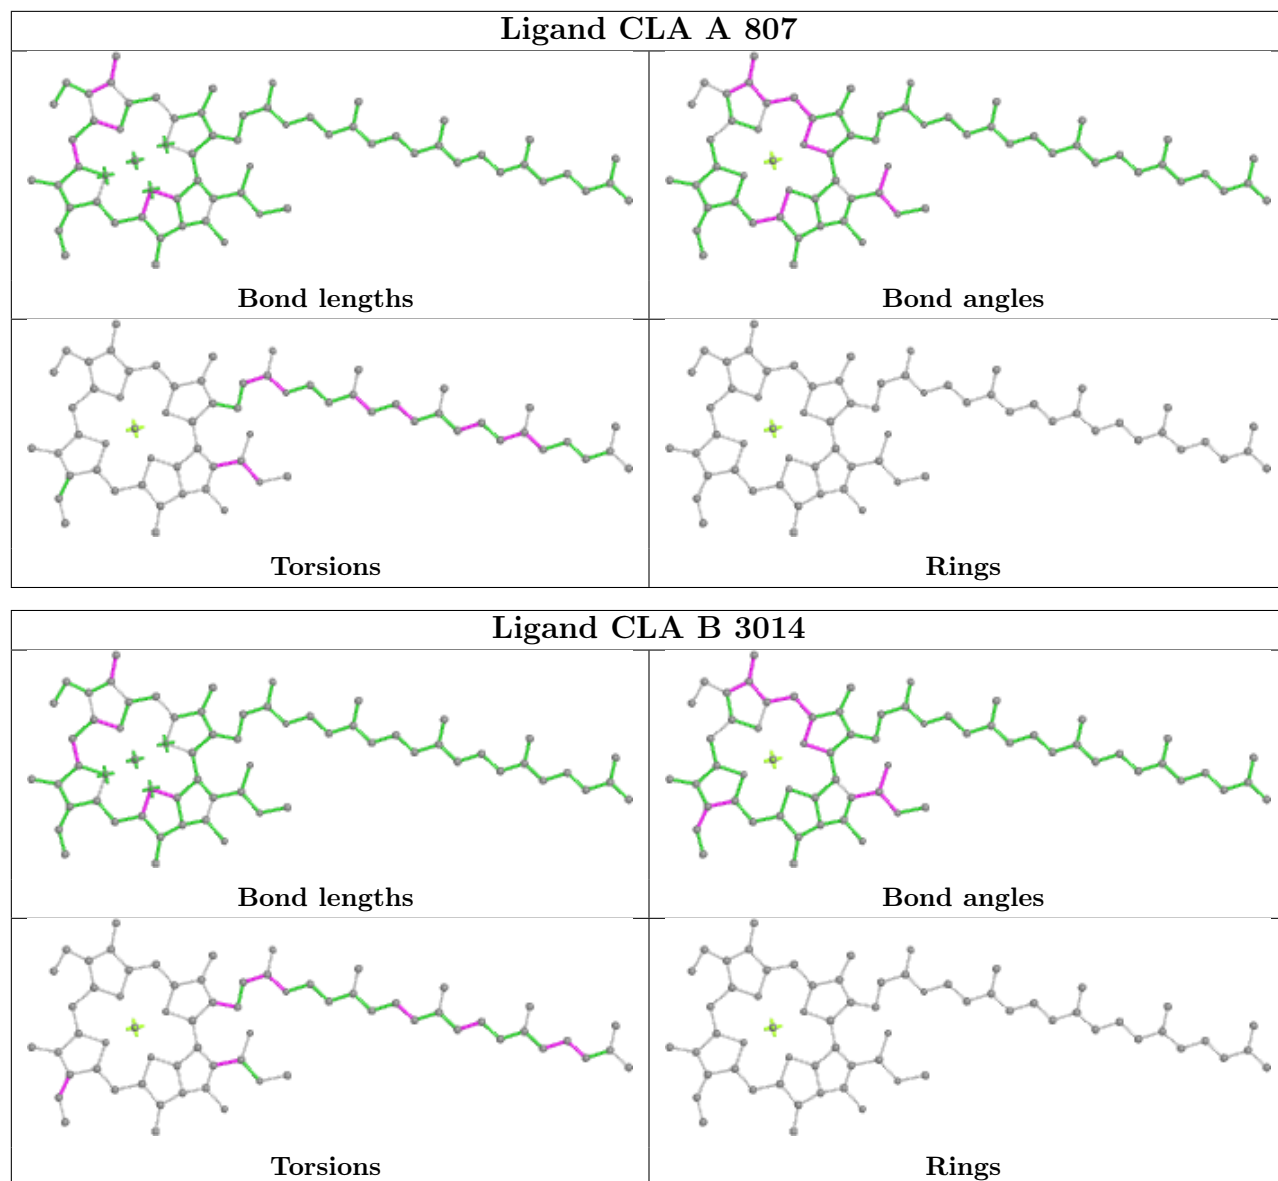 Ligand CLA A 807
Bond lengths
Bond angles
Torsions
Rings
Ligand CLA B 3014
Bond lengths
Bond angles
Torsions
Rings